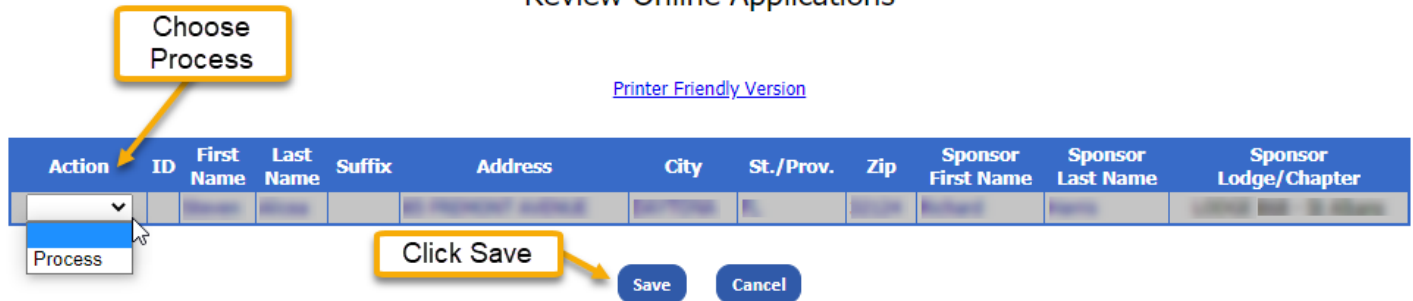 Review Online Applications
Choose
Process
Printer Friendly Version
Action ID First Name Last Name Suffix Address City St./Prov. Zip Sponsor First Name Sponsor Last Name Sponsor Lodge/Chapter
Process
Click Save
Save Cancel